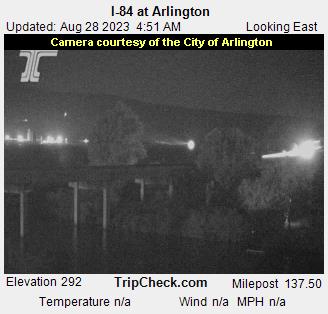 I-84 at Arlington
Updated: Aug 28 2023 4:51 AM Looking East
Camera courtesy of the City of Arlington
Elevation 292 TripCheck.com Milepost 137.50
Temperature n/a Wind n/a MPH n/a